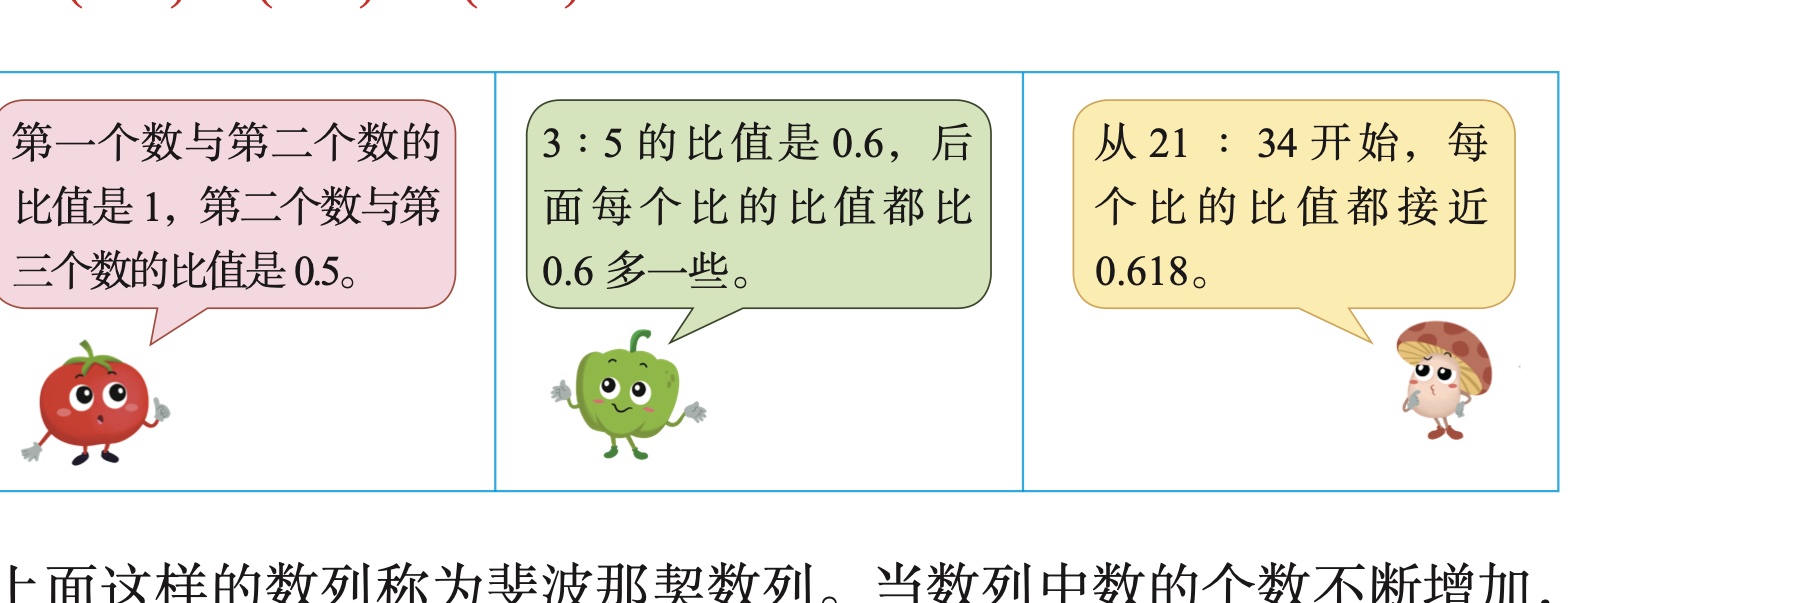 第一个数与第二个数的
比值是 1，第二个数与第
三个数的比值是 0.5。
3∶5 的比值是 0.6，后
面每个比的比值都比
0.6 多一些。
从 21 ∶ 34 开始，每
个比的比值都接近
0.618。
上面这样的数列称为斐波那契数列。当数列中数的个数不断增加，